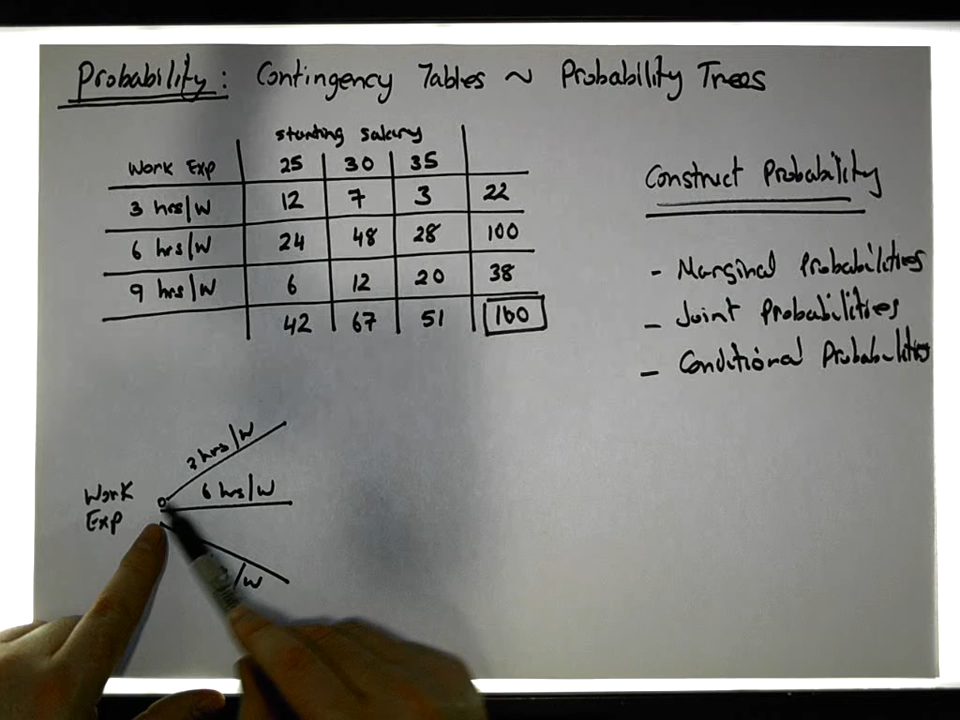 Probability: Contingency Tables ~ Probability Trees
starting salary
Work Exp 25 30 35
3 hrs/W 12 7 3 22
6 hrs/W 24 48 28 100
9 hrs/W 6 12 20 38
42 67 51 160
Construct Probability
- Marginal Probabilities
- Joint Probabilities
- Conditional Probabilities
3 hrs/W
6 hrs/W
Work
Exp
/W